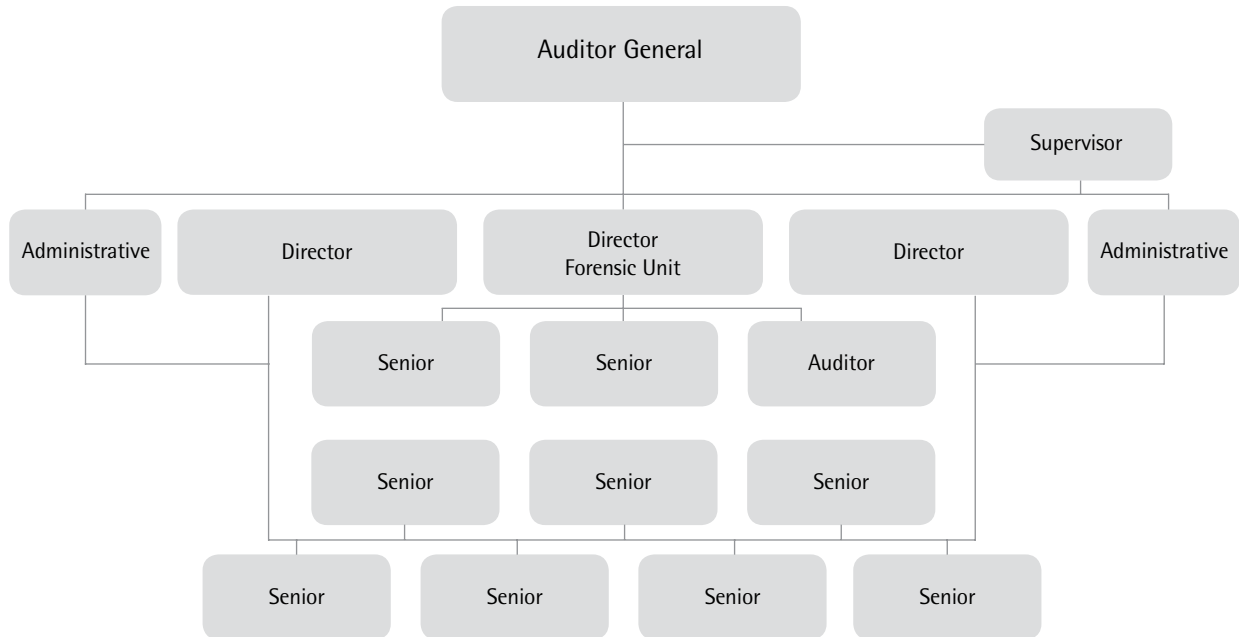 Auditor General
Supervisor
Administrative
Director
Director
Forensic Unit
Director
Administrative
Senior
Senior
Auditor
Senior
Senior
Senior
Senior
Senior
Senior
Senior